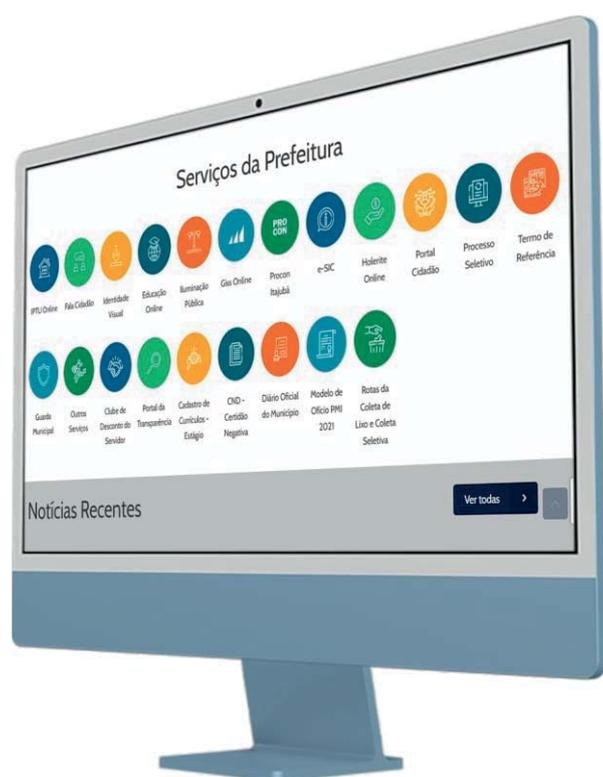 Serviços da Prefeitura
PRO
CON
IPTU Online
Fala Cidadão
Identidade
Visual
Educação
Online
Iluminação
Pública
Giss Online
Procon
Itajubá
e-SIC
Holerite
Online
Portal
Cidadão
Processo
Seletivo
Termo de
Referência
Guarda
Municipal
Outros
Serviços
Clube de
Desconto do
Servidor
Portal da
Transparência
Cadastro de
Currículos -
Estágio
CND -
Certidão
Negativa
Diário Oficial
do Município
Modelo de
Ofício PMI
2021
Rotas da
Coleta de
Lixo e Coleta
Seletiva
Notícias Recentes
Ver todas